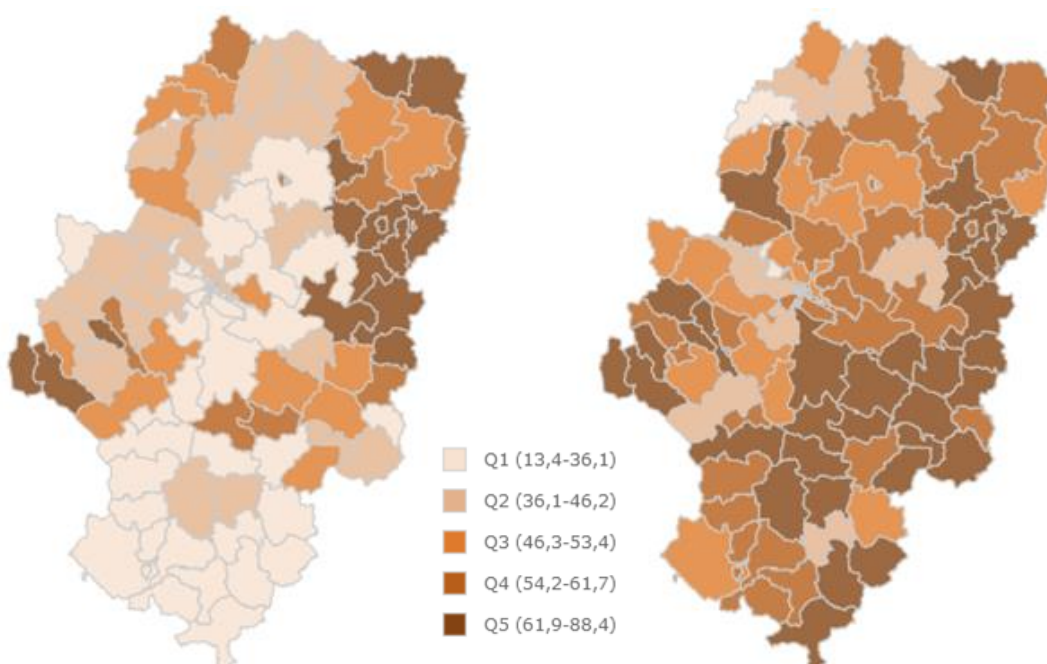 Q1 (13,4-36,1)
Q2 (36,1-46,2)
Q3 (46,3-53,4)
Q4 (54,2-61,7)
Q5 (61,9-88,4)